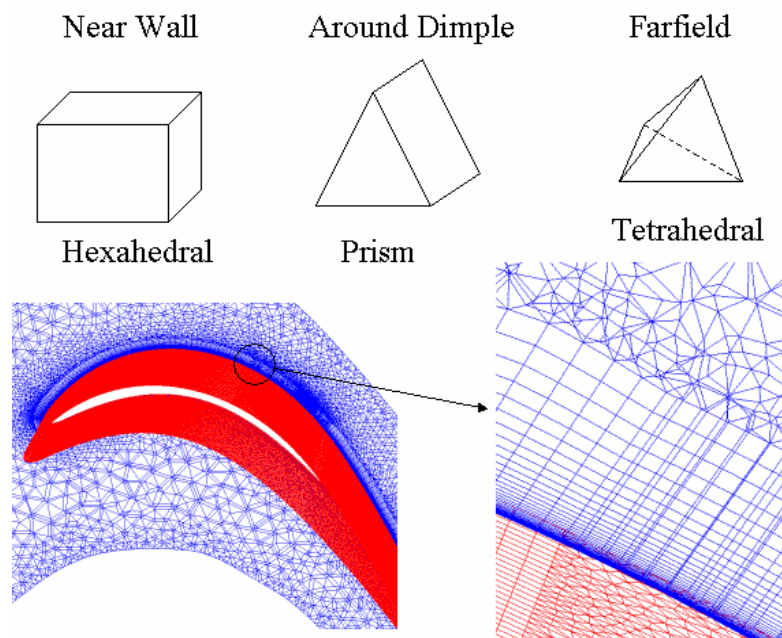 Near Wall
Around Dimple
Farfield
Hexahedral
Prism
Tetrahedral